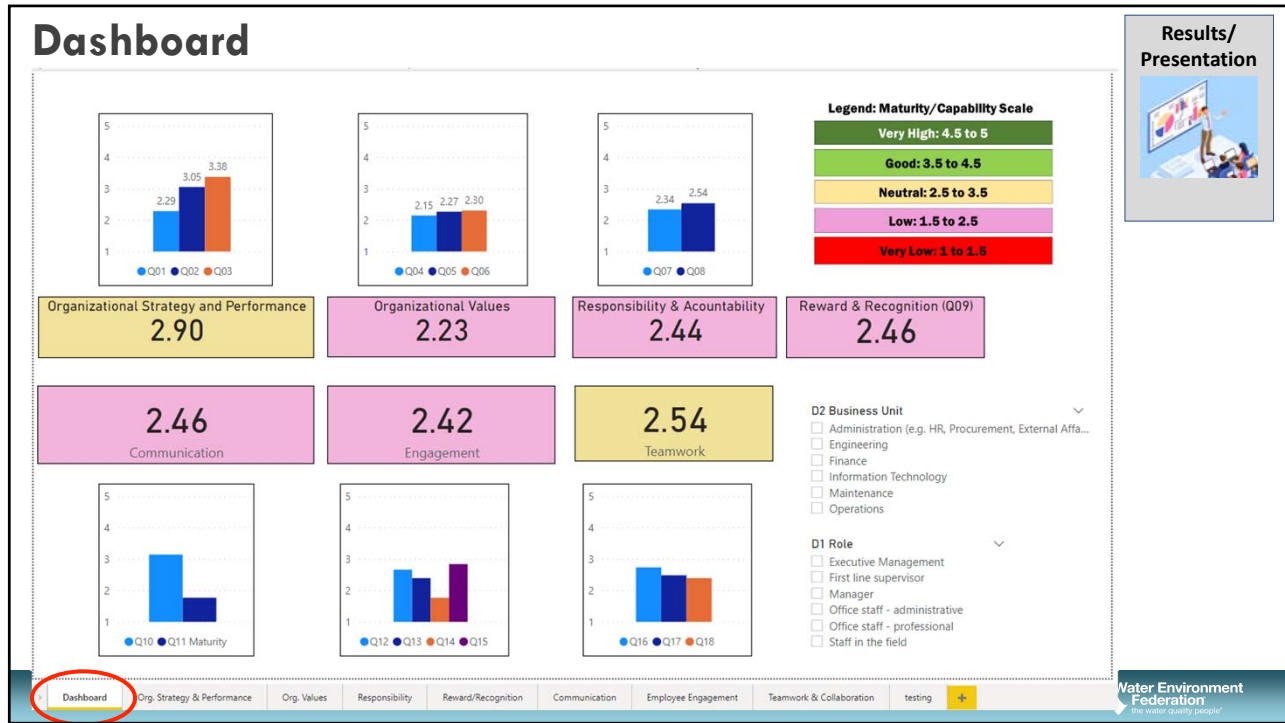 Dashboard
Results/
Presentation
5
4
3
2
1
2.29
3.05
3.38
Q01 Q02 Q03
5
4
3
2
1
2.15 2.27 2.30
Q04 Q05 Q06
5
4
3
2
1
2.34
2.54
Q07 Q08
Legend: Maturity/Capability Scale
Very High: 4.5 to 5
Good: 3.5 to 4.5
Neutral: 2.5 to 3.5
Low: 1.5 to 2.5
Very Low: 1 to 1.5
Organizational Strategy and Performance
2.90
Organizational Values
2.23
Responsibility & Acountability
2.44
Reward & Recognition (Q09)
2.46
2.46
Communication
2.42
Engagement
2.54
Teamwork
D2 Business Unit
Administration (e.g. HR, Procurement, External Affa...
Engineering
Finance
Information Technology
Maintenance
Operations
D1 Role
Executive Management
First line supervisor
Manager
Office staff - administrative
Office staff - professional
Staff in the field
5
4
3
2
1
Q10 Q11 Maturity
5
4
3
2
1
Q12 Q13 Q14 Q15
5
4
3
2
1
Q16 Q17 Q18
Dashboard Org. Strategy & Performance Org. Values Responsibility Reward/Recognition Communication Employee Engagement Teamwork & Collaboration testing +
Water Environment
Federation
the water quality people®